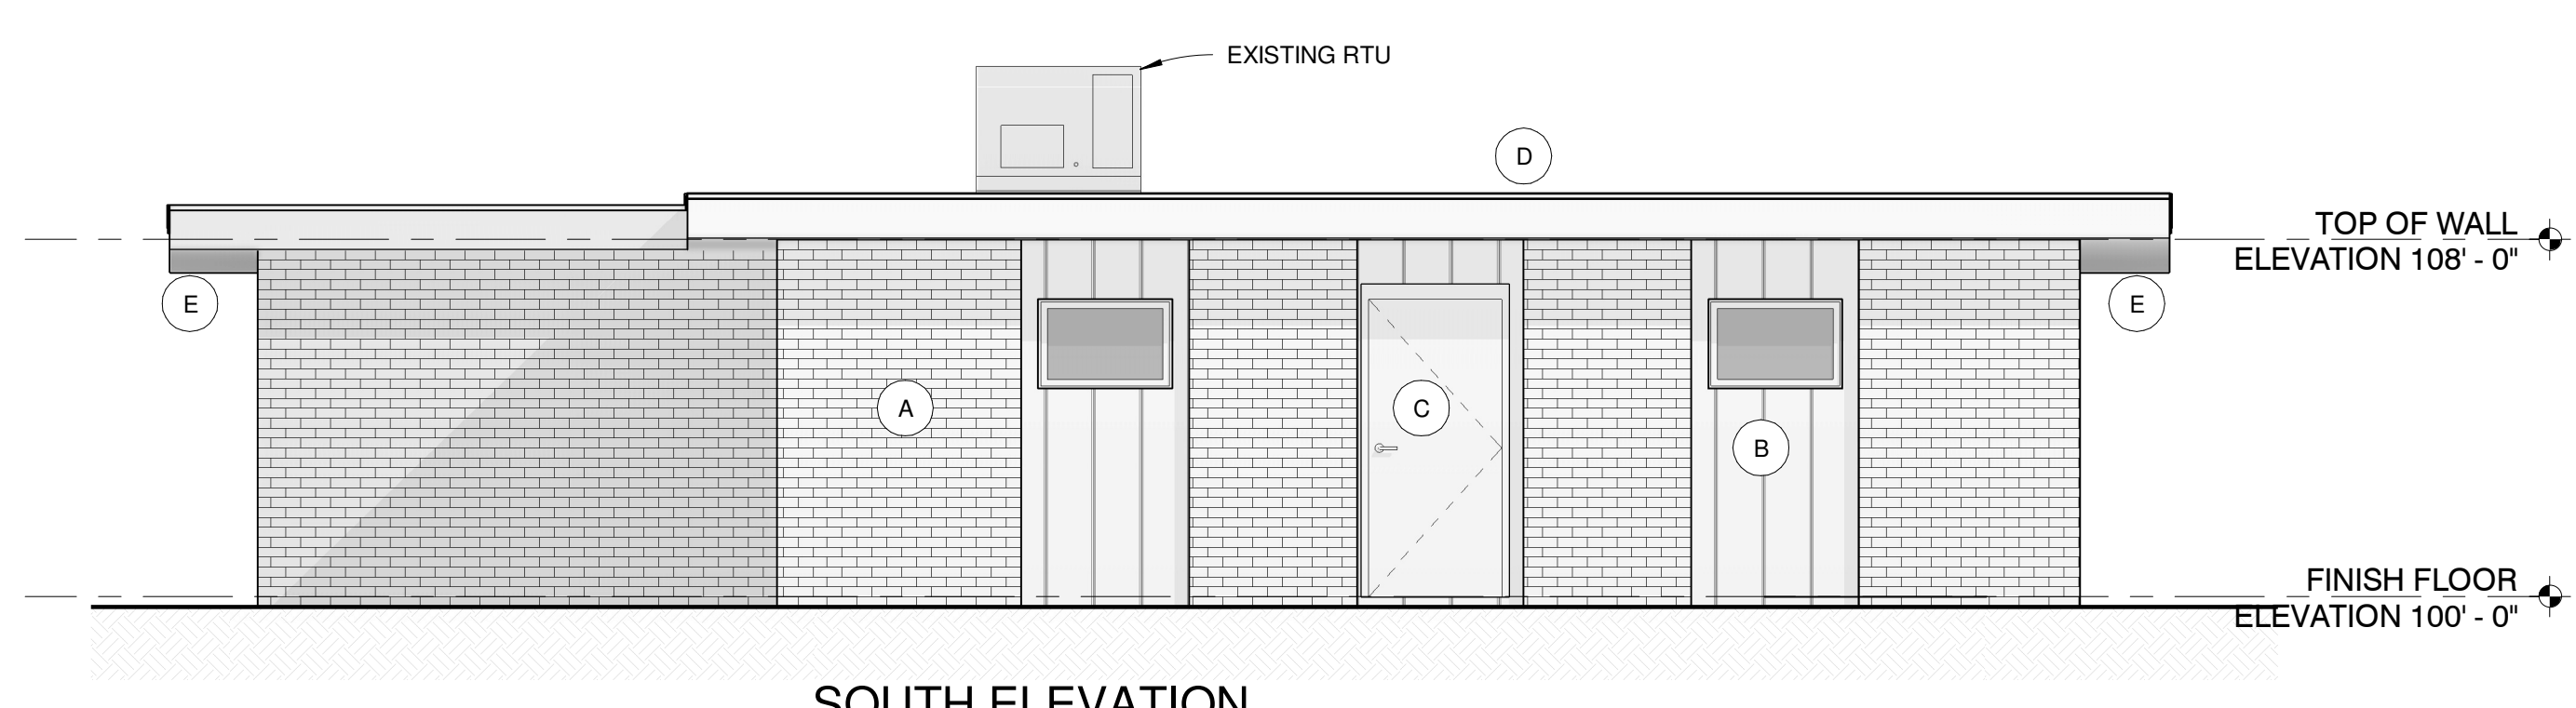 EXISTING RTU
D
TOP OF WALL
ELEVATION 108' - 0"
E
E
A
C
B
FINISH FLOOR
ELEVATION 100' - 0"
SOUTH ELEVATION